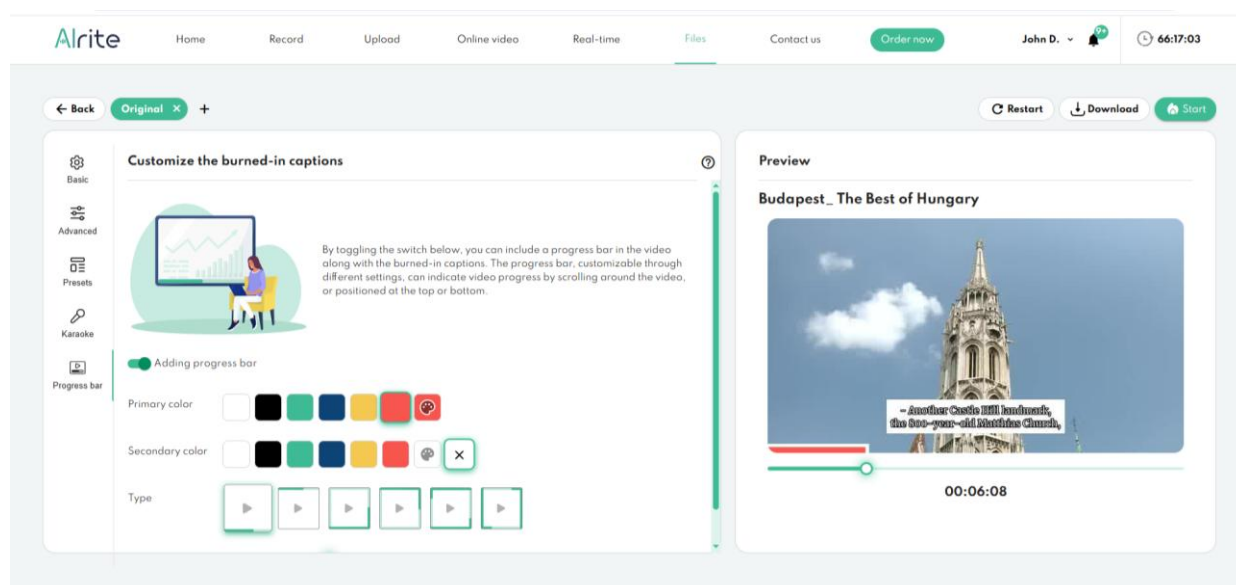 AIrite
Home
Record
Upload
Online video
Real-time
Files
Contact us
Order now
John D.
9+
66:17:03
Back
Original
Restart
Download
Start
Basic
Advanced
Presets
Karaoke
Progress bar
Customize the burned-in captions
By toggling the switch below, you can include a progress bar in the video
along with the burned-in captions. The progress bar, customizable through
different settings, can indicate video progress by scrolling around the video,
or positioned at the top or bottom.
Adding progress bar
Primary color
Secondary color
Type
Preview
Budapest_ The Best of Hungary
- Another Castle Hill landmark,
the 800-year-old Matthias Church,
00:06:08